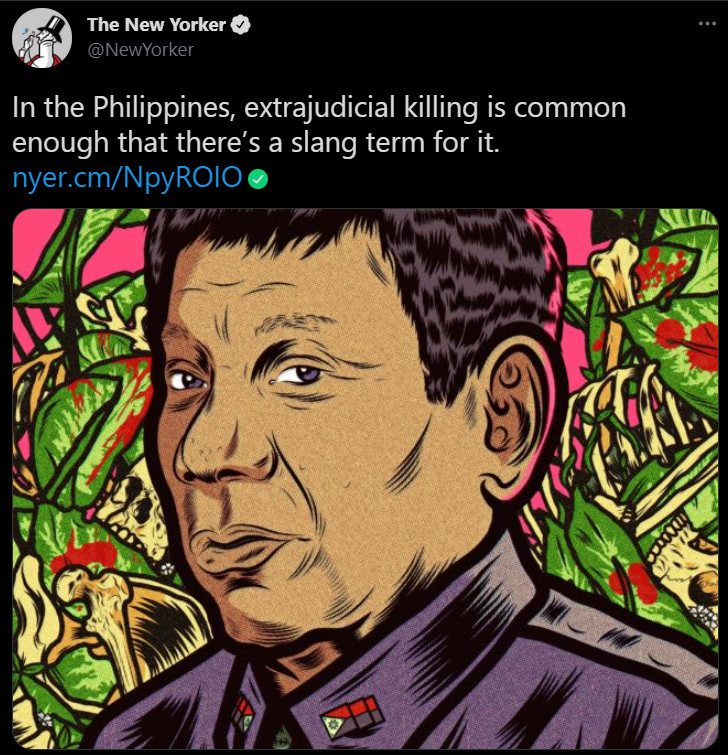 The New Yorker
@NewYorker
In the Philippines, extrajudicial killing is common
enough that there's a slang term for it.
nyer.cm/NpyROIO